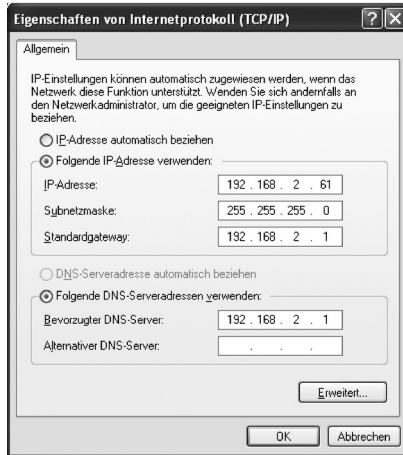 Eigenschaften von Internetprotokoll (TCP/IP)
Allgemein
IP-Einstellungen können automatisch zugewiesen werden, wenn das
Netzwerk diese Funktion unterstützt. Wenden Sie sich andernfalls an
den Netzwerkadministrator, um die geeigneten IP-Einstellungen zu
beziehen.
IP-Adresse automatisch beziehen
Folgende IP-Adresse verwenden:
IP-Adresse: 192 . 168 . 2 . 61
Subnetzmaske: 255 . 255 . 255 . 0
Standardgateway: 192 . 168 . 2 . 1
DNS-Serveradresse automatisch beziehen
Folgende DNS-Serveradressen verwenden:
Bevorzugter DNS-Server: 192 . 168 . 2 . 1
Alternativer DNS-Server: . . .
Erweitert...
OK Abbrechen